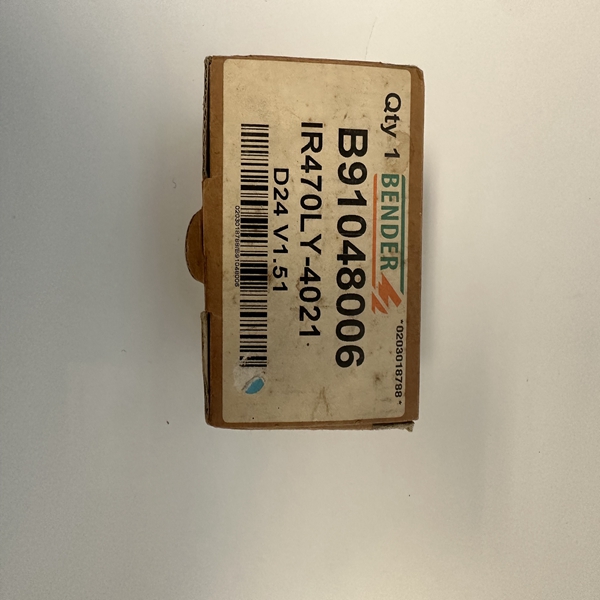 Qty 1 BENDER
-0203018788-
B91048006
IR470LY-4021
D24 V1.51